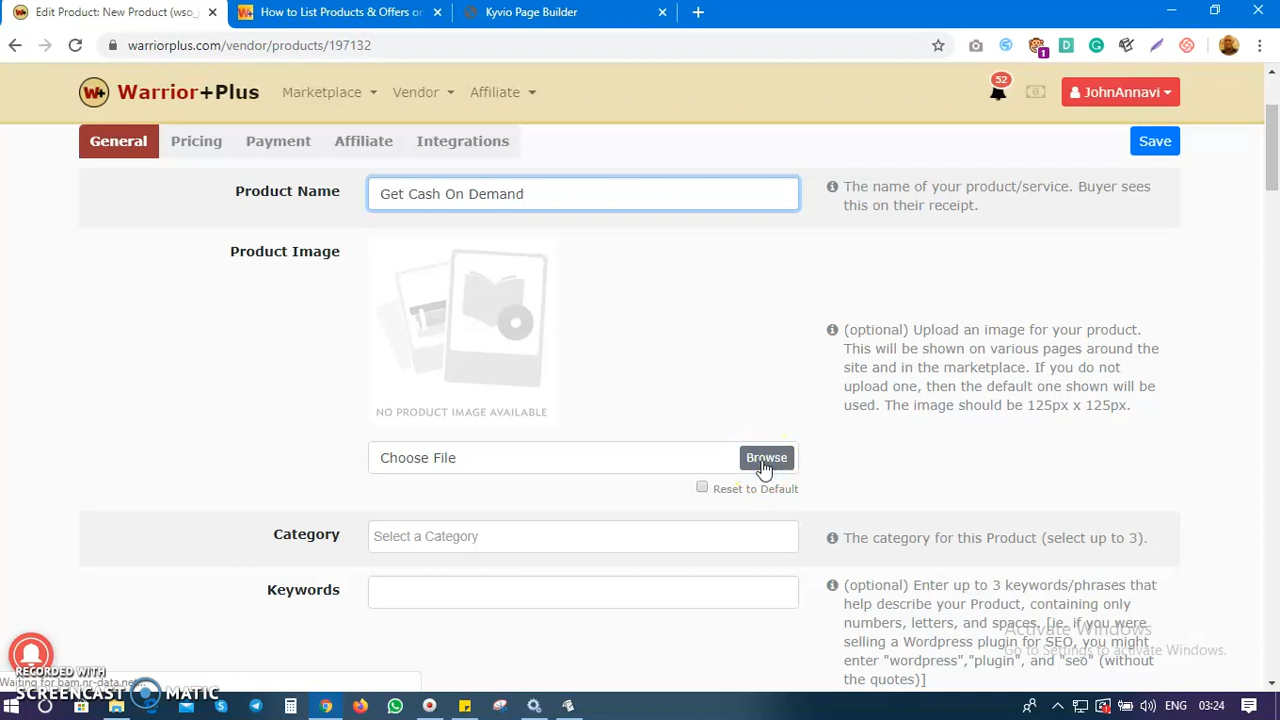 Edit Product: New Product (wso_
How to List Products & Offers on
Kyvio Page Builder
warriorplus.com/vendor/products/197132
1
W+ Warrior+Plus
Marketplace
Vendor
Affiliate
52
JohnAnnavi
General
Pricing
Payment
Affiliate
Integrations
Save
Product Name
Get Cash On Demand
The name of your product/service. Buyer sees
this on their receipt.
Product Image
NO PRODUCT IMAGE AVAILABLE
(optional) Upload an image for your product.
This will be shown on various pages around the
site and in the marketplace. If you do not
upload one, then the default one shown will be
used. The image should be 125px x 125px.
Choose File
Browse
Reset to Default
Category
Select a Category
The category for this Product (select up to 3).
Keywords
(optional) Enter up to 3 keywords/phrases that
help describe your Product, containing only
numbers, letters, and spaces. [ie. if you were
selling a Wordpress plugin for SEO, you might
enter "wordpress","plugin", and "seo" (without
the quotes)]
Activate Windows
Go to Settings to activate Windows.
RECORDED WITH
SCREENCAST MATIC
Waiting for bam.nr-data.net...
ENG
03:24